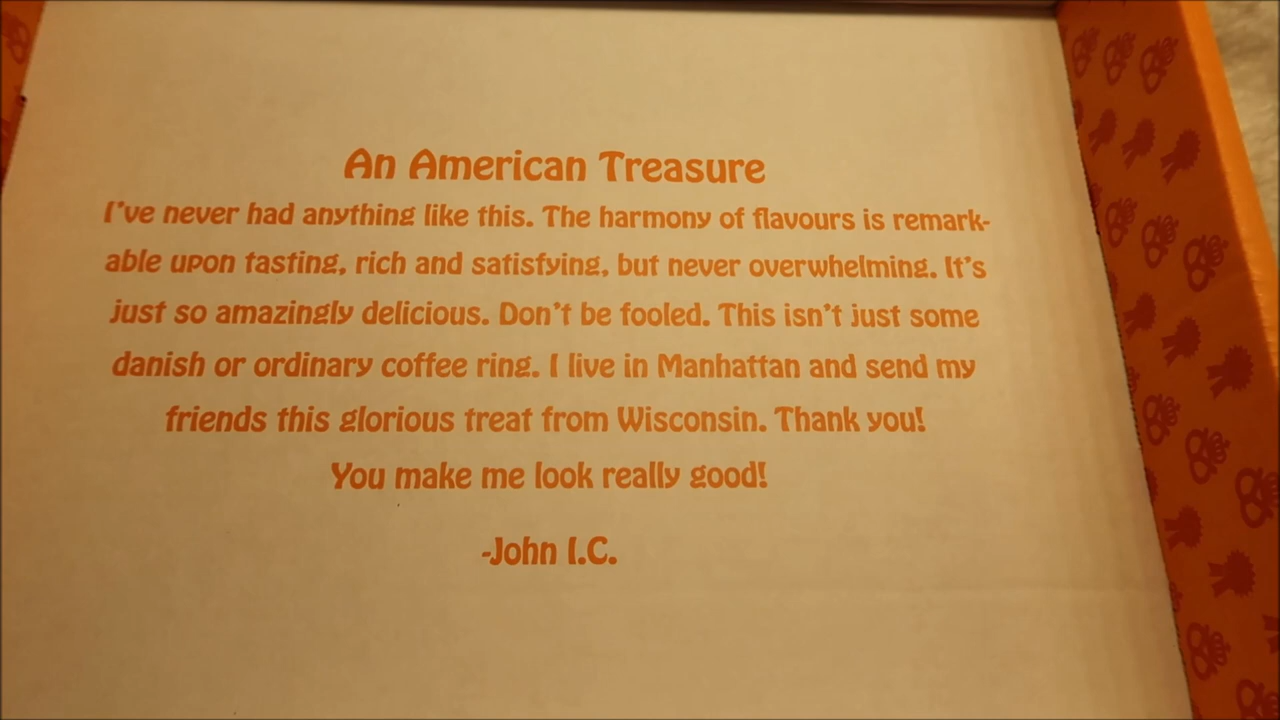 An American Treasure
I've never had anything like this. The harmony of flavours is remark-
able upon tasting, rich and satisfying, but never overwhelming. It's
just so amazingly delicious. Don't be fooled. This isn't just some
danish or ordinary coffee ring. I live in Manhattan and send my
friends this glorious treat from Wisconsin. Thank you!
You make me look really good!
-John I.C.